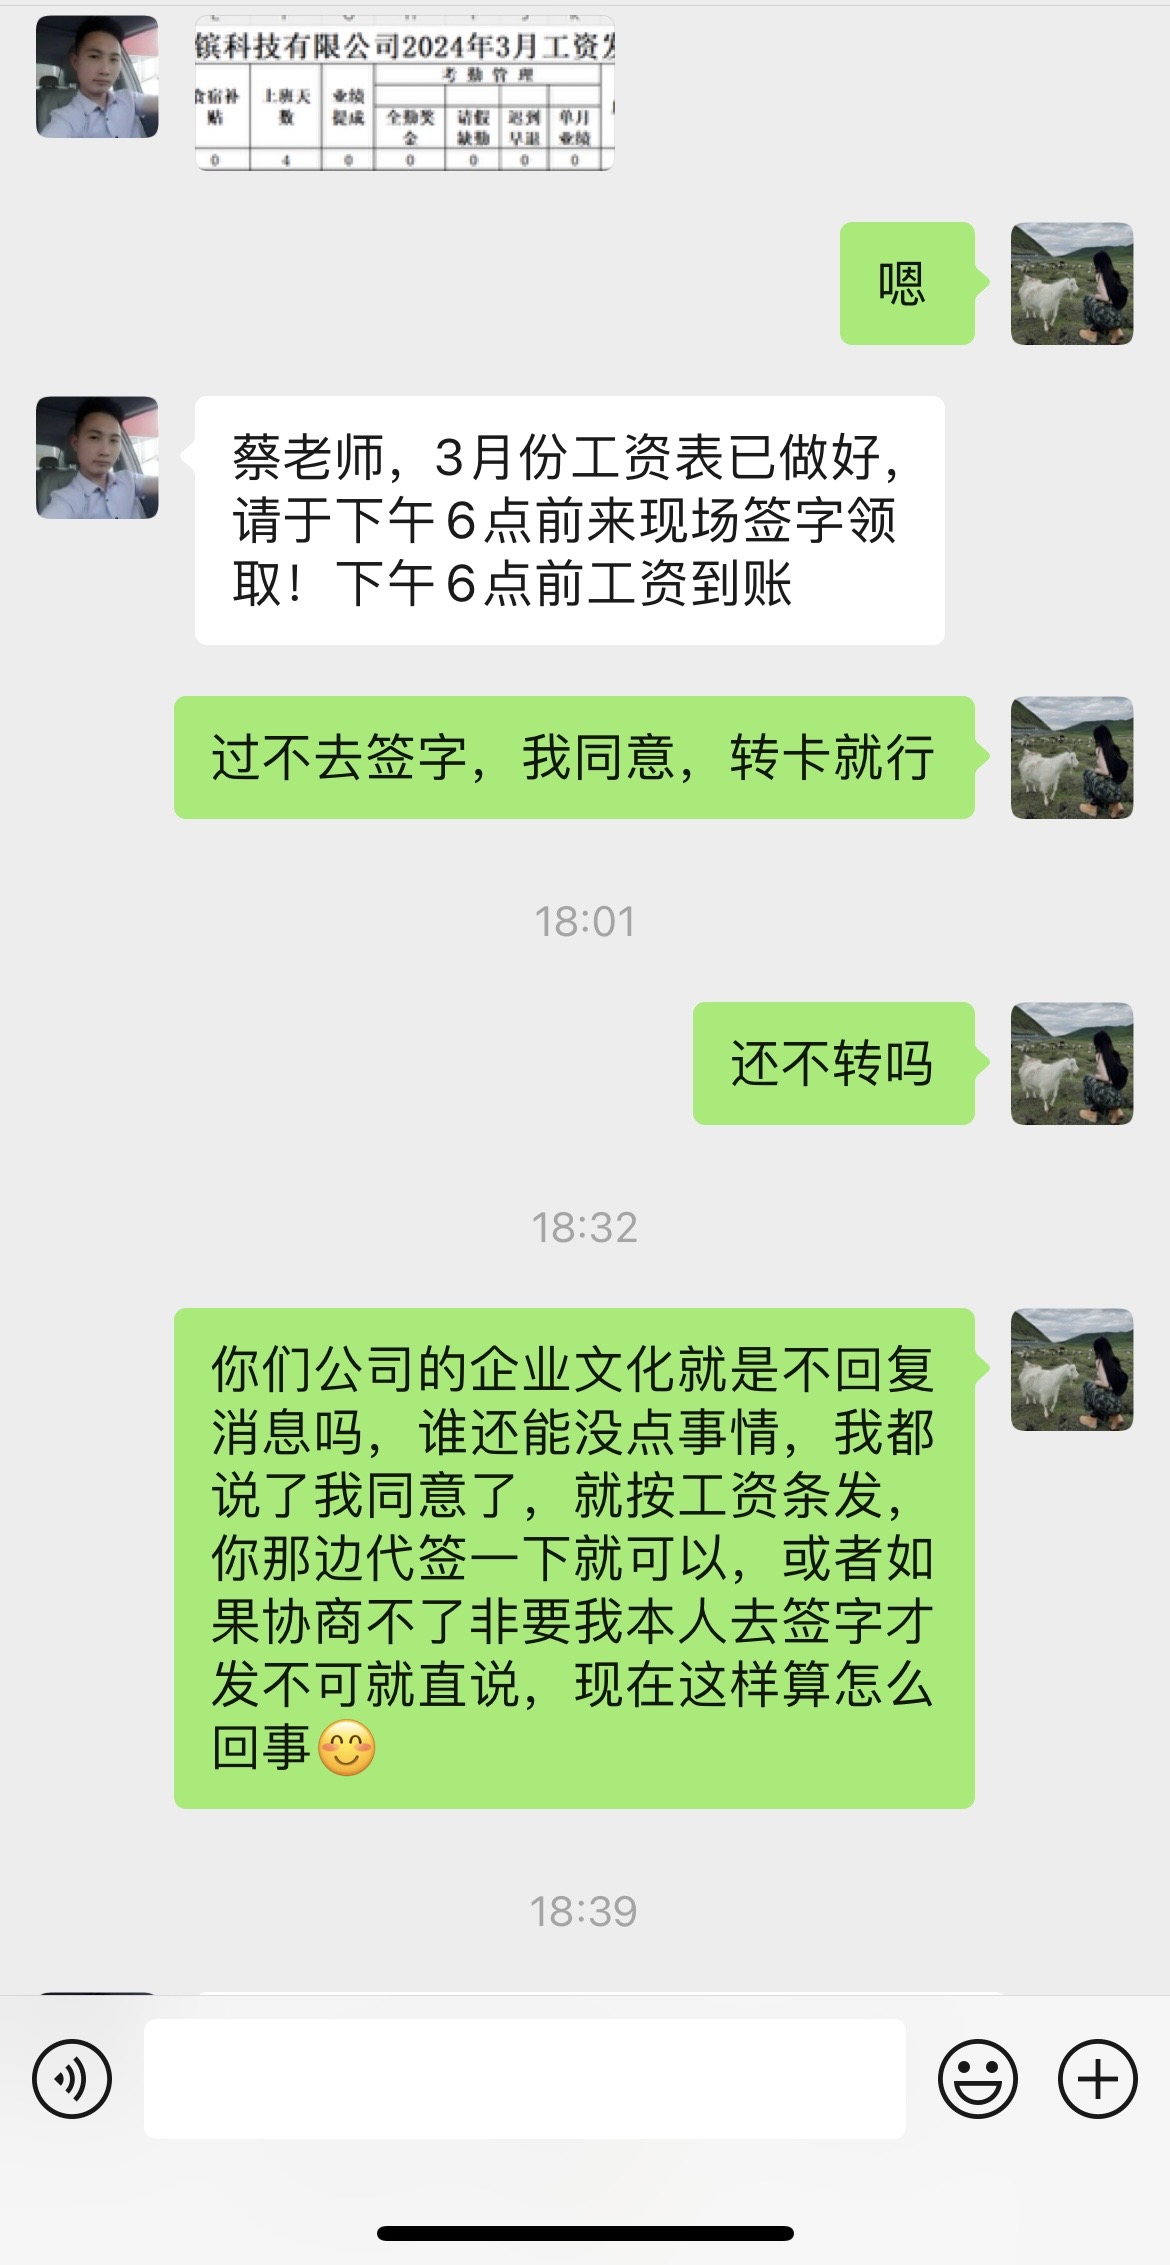 镔科技有限公司2024年3月工资发
考勤管理
食宿补贴 上班天数 业绩提成 全勤奖金 请假缺勤 迟到早退 单月业绩
0 4 0 0 0 0 0
嗯
蔡老师，3月份工资表已做好，
请于下午6点前来现场签字领
取！下午6点前工资到账
过不去签字，我同意，转卡就行
18:01
还不转吗
18:32
你们公司的企业文化就是不回复
消息吗，谁还能没点事情，我都
说了我同意了，就按工资条发，
你那边代签一下就可以，或者如
果协商不了非要我本人去签字才
发不可就直说，现在这样算怎么
回事😊
18:39